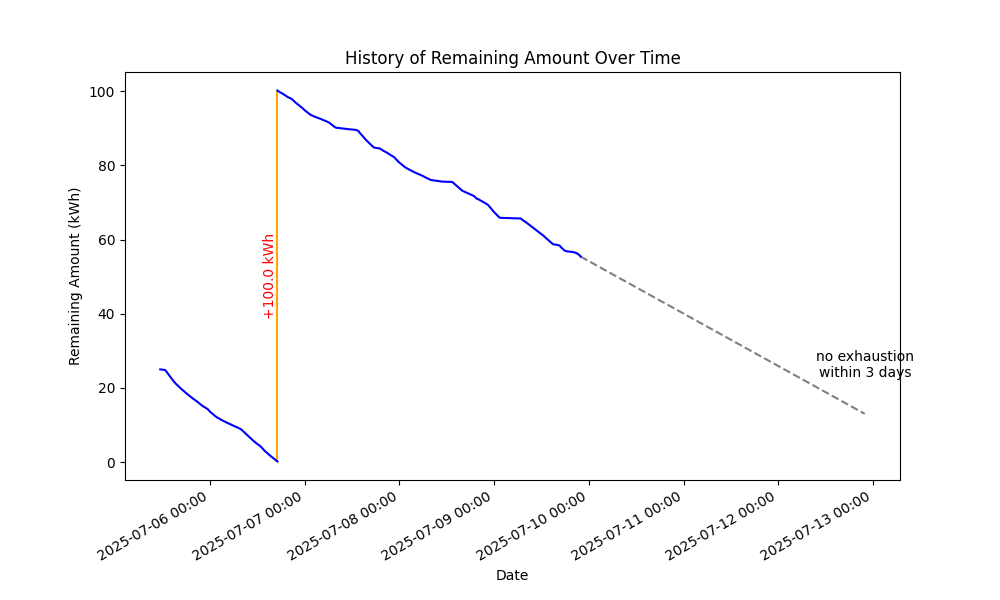 History of Remaining Amount Over Time
Remaining Amount (kWh)
100
80
60
40
20
0
+100.0 kWh
no exhaustion
within 3 days
2025-07-06 00:00
2025-07-07 00:00
2025-07-08 00:00
2025-07-09 00:00
2025-07-10 00:00
2025-07-11 00:00
2025-07-12 00:00
2025-07-13 00:00
Date